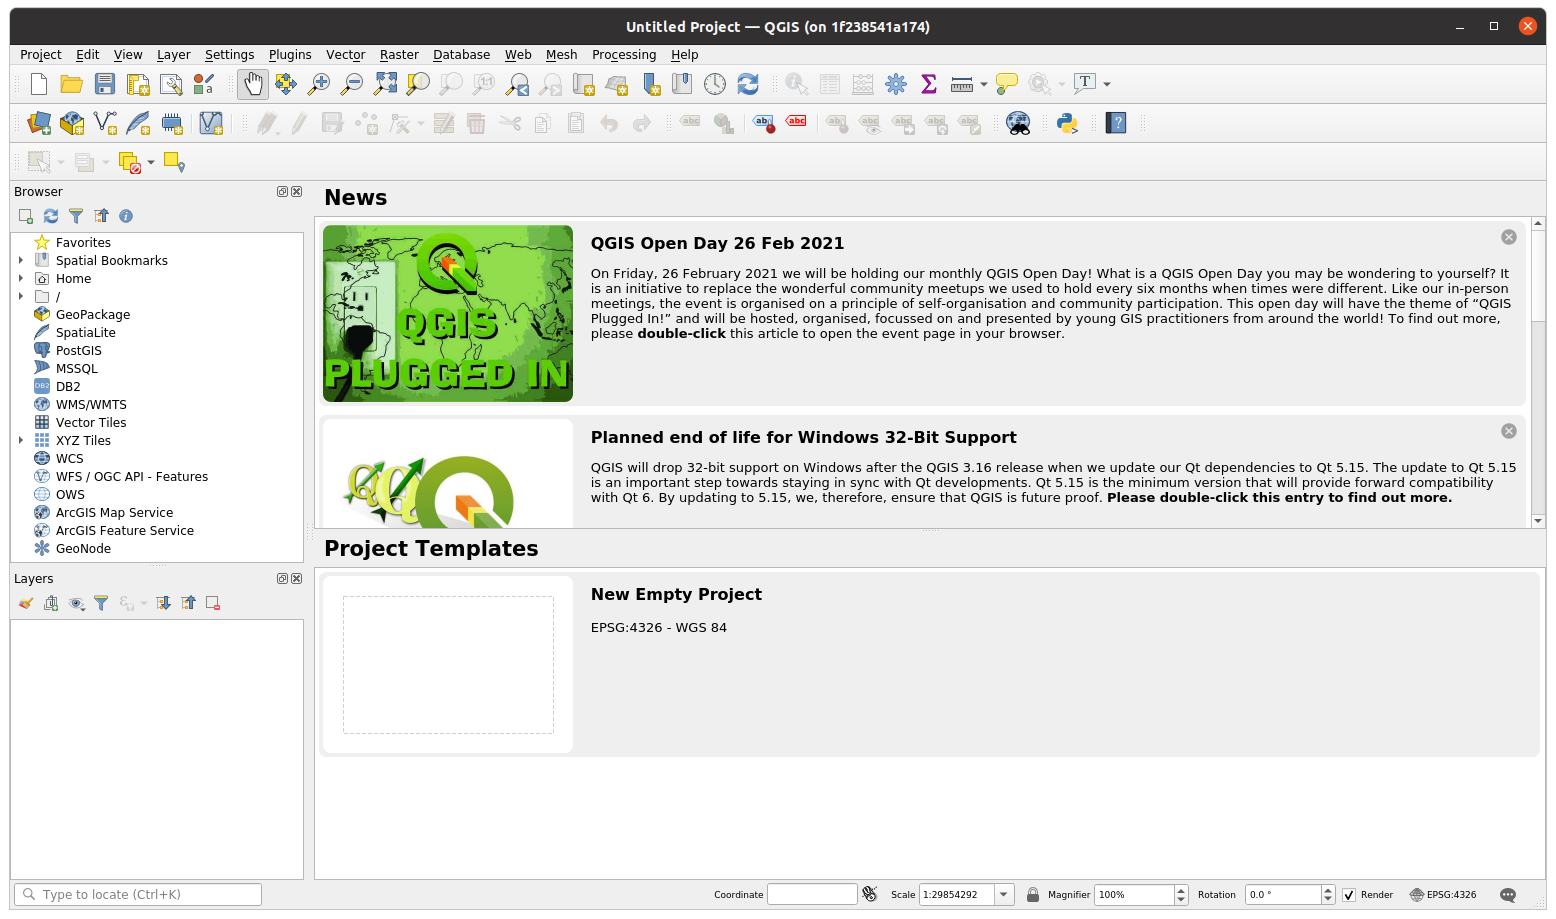 Untitled Project — QGIS (on 1f238541a174)
Project Edit View Layer Settings Plugins Vector Raster Database Web Mesh Processing Help
Browser
Favorites
Spatial Bookmarks
Home
/
GeoPackage
SpatiaLite
PostGIS
MSSQL
DB2
WMS/WMTS
Vector Tiles
XYZ Tiles
WCS
WFS / OGC API - Features
OWS
ArcGIS Map Service
ArcGIS Feature Service
GeoNode
Layers
News
QGIS
PLUGGED IN
QGIS Open Day 26 Feb 2021
On Friday, 26 February 2021 we will be holding our monthly QGIS Open Day! What is a QGIS Open Day you may be wondering to yourself? It
is an initiative to replace the wonderful community meetups we used to hold every six months when times were different. Like our in-person
meetings, the event is organised on a principle of self-organisation and community participation. This open day will have the theme of “QGIS
Plugged In!” and will be hosted, organised, focussed on and presented by young GIS practitioners from around the world! To find out more,
please double-click this article to open the event page in your browser.
Planned end of life for Windows 32-Bit Support
QGIS will drop 32-bit support on Windows after the QGIS 3.16 release when we update our Qt dependencies to Qt 5.15. The update to Qt 5.15
is an important step towards staying in sync with Qt developments. Qt 5.15 is the minimum version that will provide forward compatibility
with Qt 6. By updating to 5.15, we, therefore, ensure that QGIS is future proof. Please double-click this entry to find out more.
Project Templates
New Empty Project
EPSG:4326 - WGS 84
Type to locate (Ctrl+K)
Coordinate
Scale 1:29854292
Magnifier 100%
Rotation 0.0 °
Render
EPSG:4326